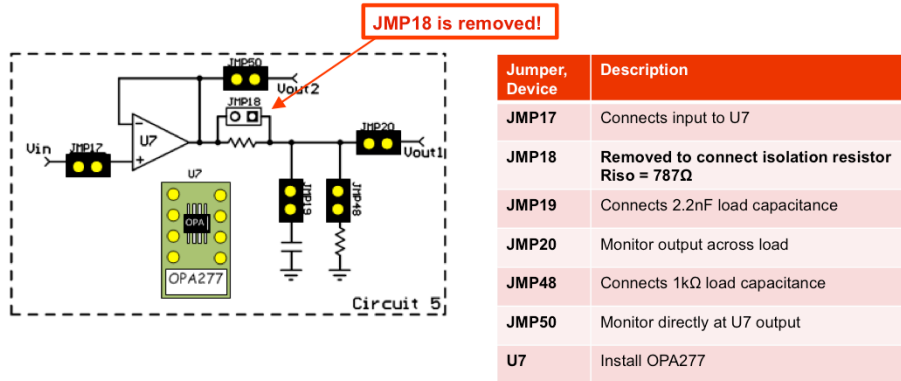 JMP18 is removed!
JMP50
Vout2
JMP18
JMP20
Vout1
U7
Vin
JMP17
U7
OPA
OPA277
JMP19
JMP48
Circuit 5
Jumper, Device
Description
JMP17
Connects input to U7
JMP18
Removed to connect isolation resistor
Riso = 787Ω
JMP19
Connects 2.2nF load capacitance
JMP20
Monitor output across load
JMP48
Connects 1kΩ load capacitance
JMP50
Monitor directly at U7 output
U7
Install OPA277